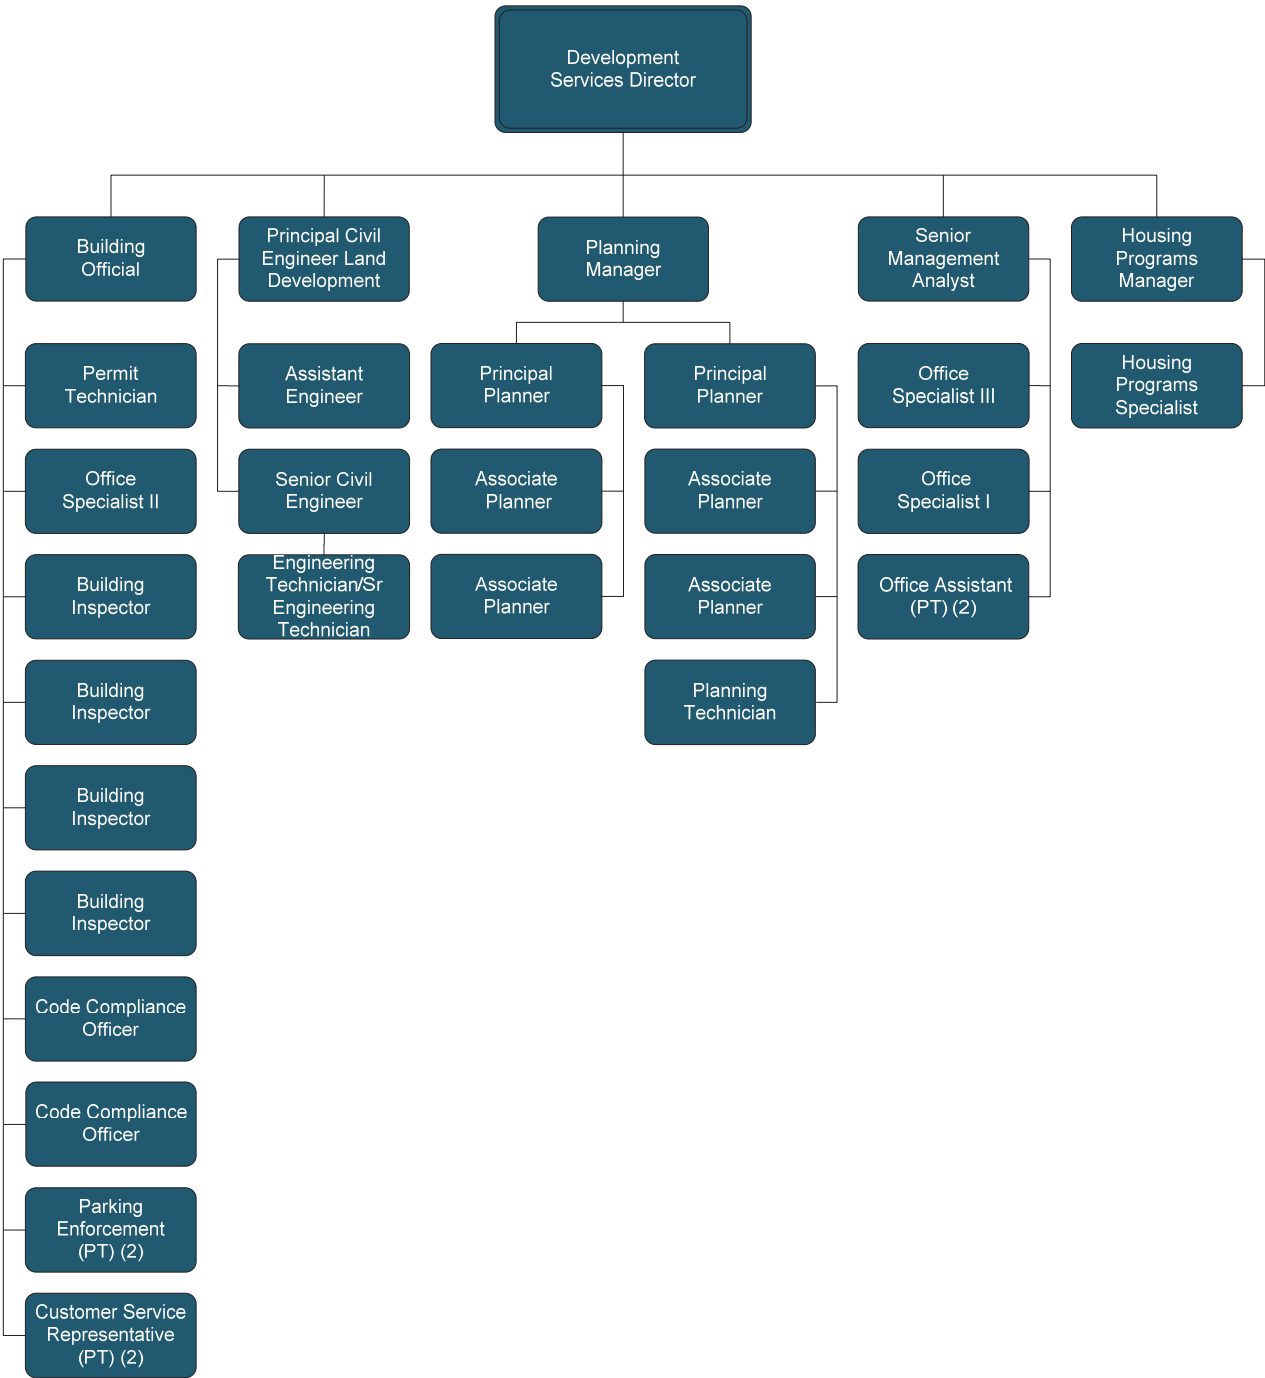 Development
Services Director
Building
Official
Principal Civil
Engineer Land
Development
Planning
Manager
Senior
Management
Analyst
Housing
Programs
Manager
Permit
Technician
Assistant
Engineer
Principal
Planner
Principal
Planner
Office
Specialist III
Housing
Programs
Specialist
Office
Specialist II
Senior Civil
Engineer
Associate
Planner
Associate
Planner
Office
Specialist I
Building
Inspector
Engineering
Technician/Sr
Engineering
Technician
Associate
Planner
Associate
Planner
Office Assistant
(PT) (2)
Building
Inspector
Planning
Technician
Building
Inspector
Building
Inspector
Code Compliance
Officer
Code Compliance
Officer
Parking
Enforcement
(PT) (2)
Customer Service
Representative
(PT) (2)